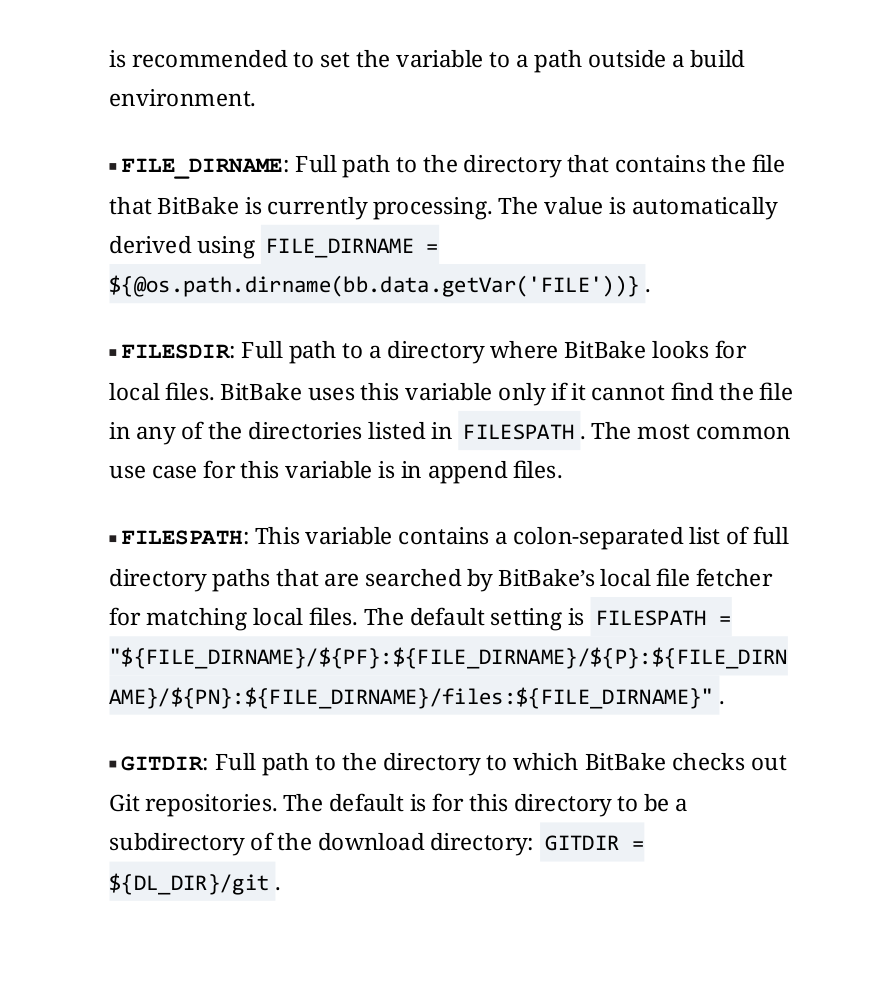 is recommended to set the variable to a path outside a build
environment.
▪ FILE_DIRNAME: Full path to the directory that contains the file
that BitBake is currently processing. The value is automatically
derived using FILE_DIRNAME =
${@os.path.dirname(bb.data.getVar('FILE'))}.
▪ FILESDIR: Full path to a directory where BitBake looks for
local files. BitBake uses this variable only if it cannot find the file
in any of the directories listed in FILESPATH. The most common
use case for this variable is in append files.
▪ FILESPATH: This variable contains a colon-separated list of full
directory paths that are searched by BitBake’s local file fetcher
for matching local files. The default setting is FILESPATH =
"${FILE_DIRNAME}/${PF}:${FILE_DIRNAME}/${P}:${FILE_DIRN
AME}/${PN}:${FILE_DIRNAME}/files:${FILE_DIRNAME}".
▪ GITDIR: Full path to the directory to which BitBake checks out
Git repositories. The default is for this directory to be a
subdirectory of the download directory: GITDIR =
${DL_DIR}/git.